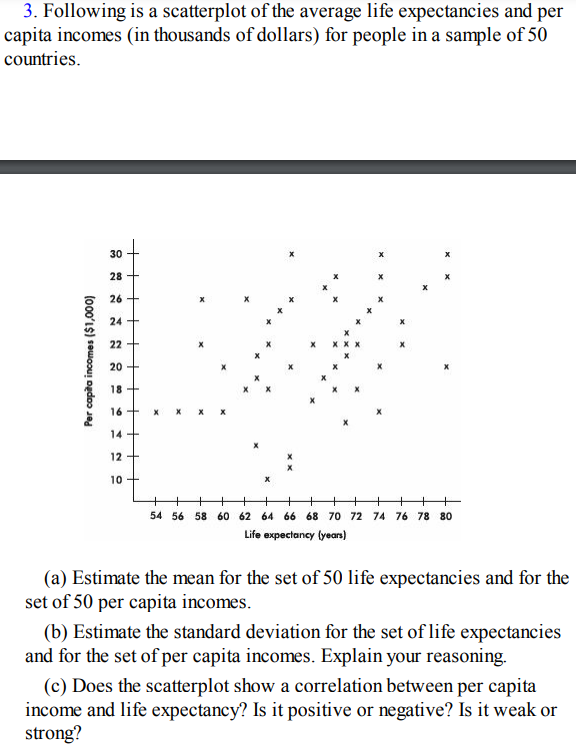 3. Following is a scatterplot of the average life expectancies and per
capita incomes (in thousands of dollars) for people in a sample of 50
countries.
Per capita incomes ($1,000)
30
28
26
24
22
20
18
16
14
12
10
54 56 58 60 62 64 66 68 70 72 74 76 78 80
Life expectancy (years)
(a) Estimate the mean for the set of 50 life expectancies and for the
set of 50 per capita incomes.
(b) Estimate the standard deviation for the set of life expectancies
and for the set of per capita incomes. Explain your reasoning.
(c) Does the scatterplot show a correlation between per capita
income and life expectancy? Is it positive or negative? Is it weak or
strong?